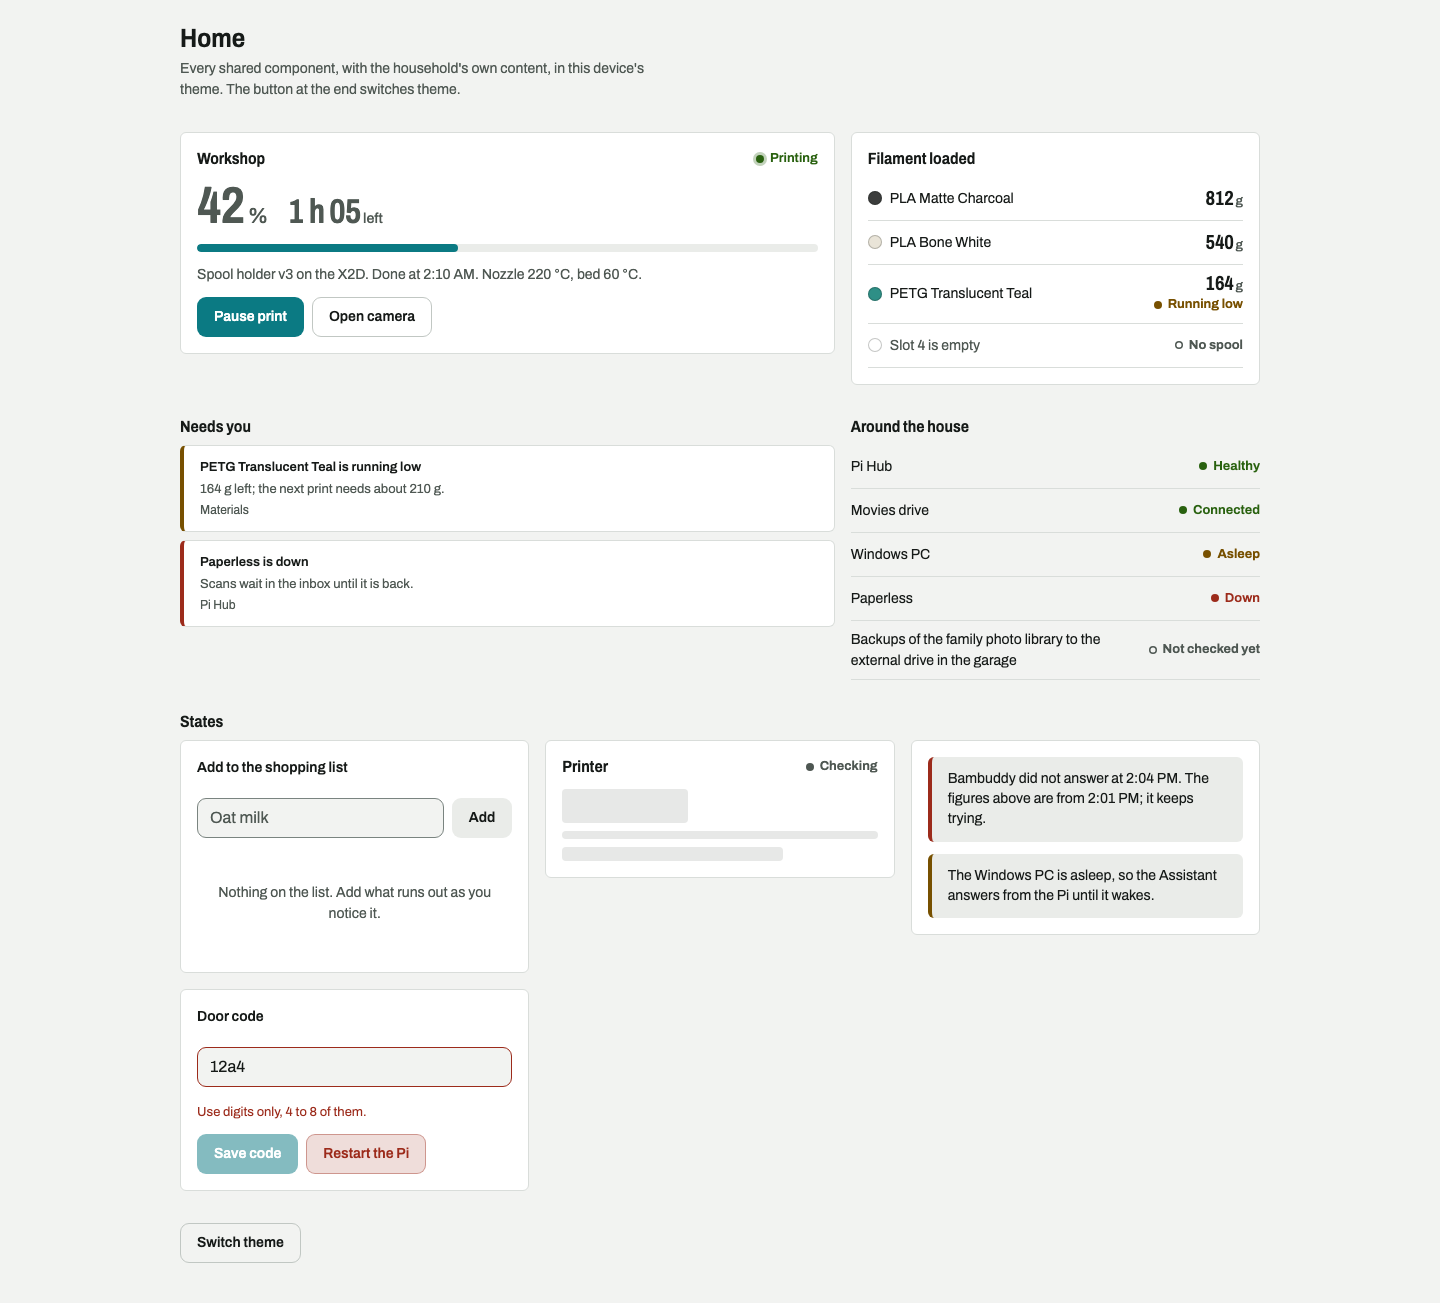 Home
Every shared component, with the household's own content, in this device's
theme. The button at the end switches theme.
Workshop
Printing
42 %
1 h 05 left
Spool holder v3 on the X2D. Done at 2:10 AM. Nozzle 220 °C, bed 60 °C.
Pause print
Open camera
Filament loaded
PLA Matte Charcoal
812 g
PLA Bone White
540 g
PETG Translucent Teal
164 g
Running low
Slot 4 is empty
No spool
Needs you
PETG Translucent Teal is running low
164 g left; the next print needs about 210 g.
Materials
Paperless is down
Scans wait in the inbox until it is back.
Pi Hub
Around the house
Pi Hub
Healthy
Movies drive
Connected
Windows PC
Asleep
Paperless
Down
Backups of the family photo library to the
external drive in the garage
Not checked yet
States
Add to the shopping list
Oat milk
Add
Nothing on the list. Add what runs out as you
notice it.
Printer
Checking
Bambuddy did not answer at 2:04 PM. The
figures above are from 2:01 PM; it keeps
trying.
The Windows PC is asleep, so the Assistant
answers from the Pi until it wakes.
Door code
12a4
Use digits only, 4 to 8 of them.
Save code
Restart the Pi
Switch theme